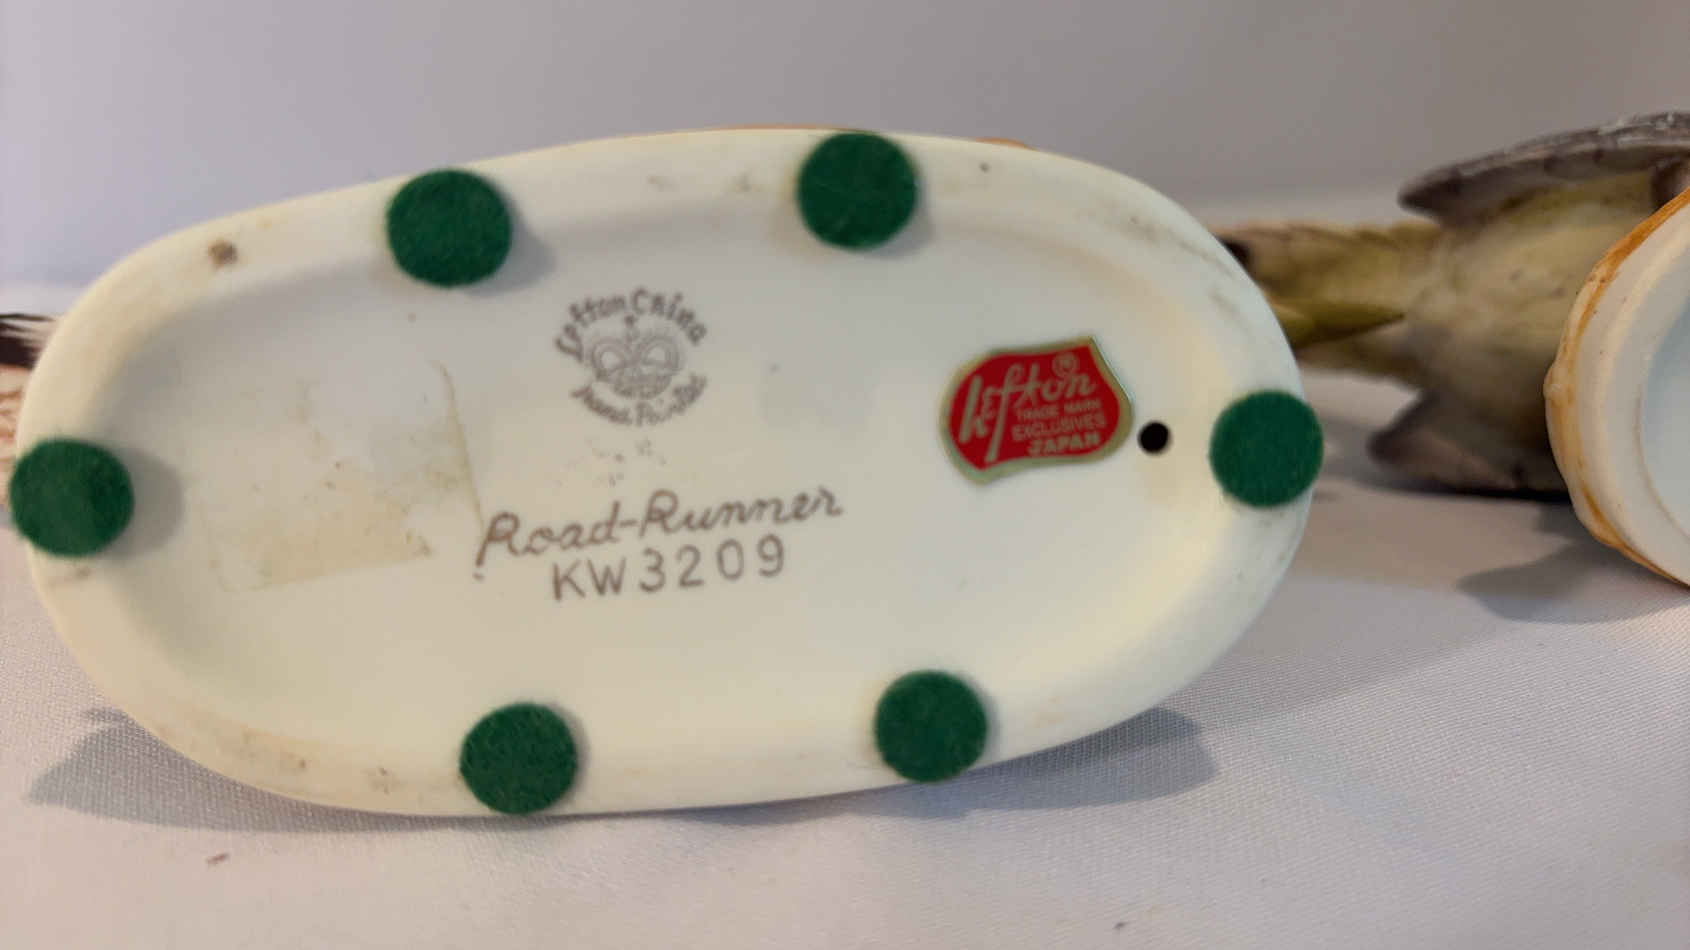 Lefton China
Hand Painted
Lefton ®
TRADE MARK
EXCLUSIVES
JAPAN
Road-Runner
KW3209